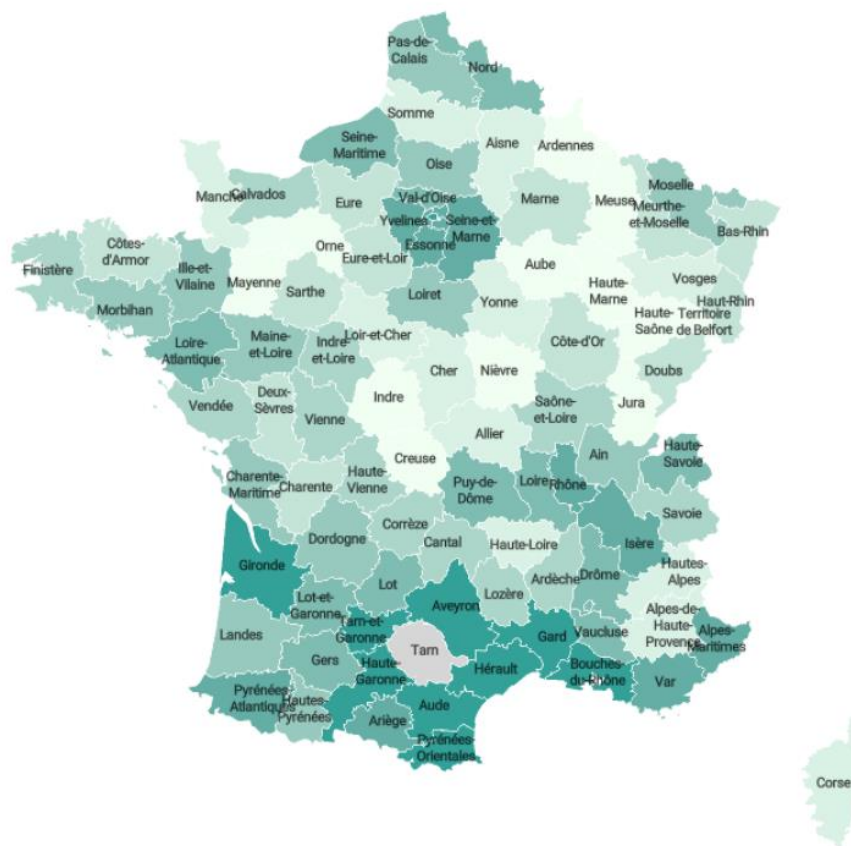 Pas-de-
Calais
Nord
Somme
Seine-
Maritime
Aisne
Ardennes
Oise
Manche
Calvados
Eure
Val-d'Oise
Yvelines
Seine-et-
Marne
Essonne
Marne
Meuse
Moselle
Meurthe-
et-Moselle
Bas-Rhin
Finistère
Côtes-
d'Armor
Ille-et-
Vilaine
Morbihan
Mayenne
Orne
Eure-et-Loir
Sarthe
Loiret
Aube
Yonne
Haute-
Marne
Vosges
Haut-Rhin
Haute-
Saône
Territoire
de Belfort
Loire-
Atlantique
Maine-
et-Loire
Indre-
et-Loire
Loir-et-Cher
Cher
Nièvre
Côte-d'Or
Doubs
Jura
Vendée
Deux-
Sèvres
Vienne
Indre
Allier
Saône-
et-Loire
Creuse
Charente-
Maritime
Charente
Haute-
Vienne
Puy-de-
Dôme
Loire
Rhône
Ain
Haute-
Savoie
Savoie
Isère
Gironde
Dordogne
Corrèze
Cantal
Haute-Loire
Ardèche
Drôme
Hautes-
Alpes
Landes
Lot-et-
Garonne
Lot
Aveyron
Lozère
Tarn-et-
Garonne
Gers
Tarn
Haute-
Garonne
Gard
Hérault
Vaucluse
Bouches-
du-Rhône
Alpes-de-
Haute-
Provence
Alpes-
Maritimes
Var
Pyrénées-
Atlantiques
Hautes-
Pyrénées
Ariège
Aude
Pyrénées-
Orientales
Corse